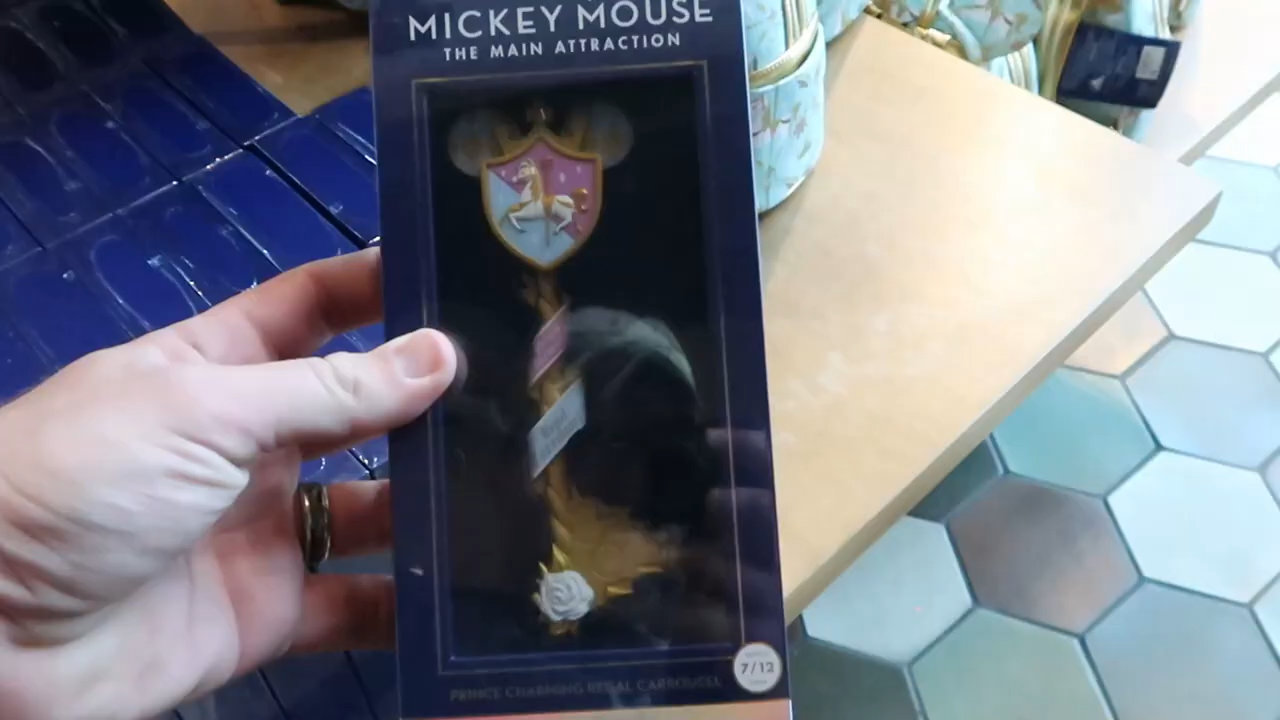 MICKEY MOUSE
THE MAIN ATTRACTION
7/12
PRINCE CHARMING REGAL CARROUSEL